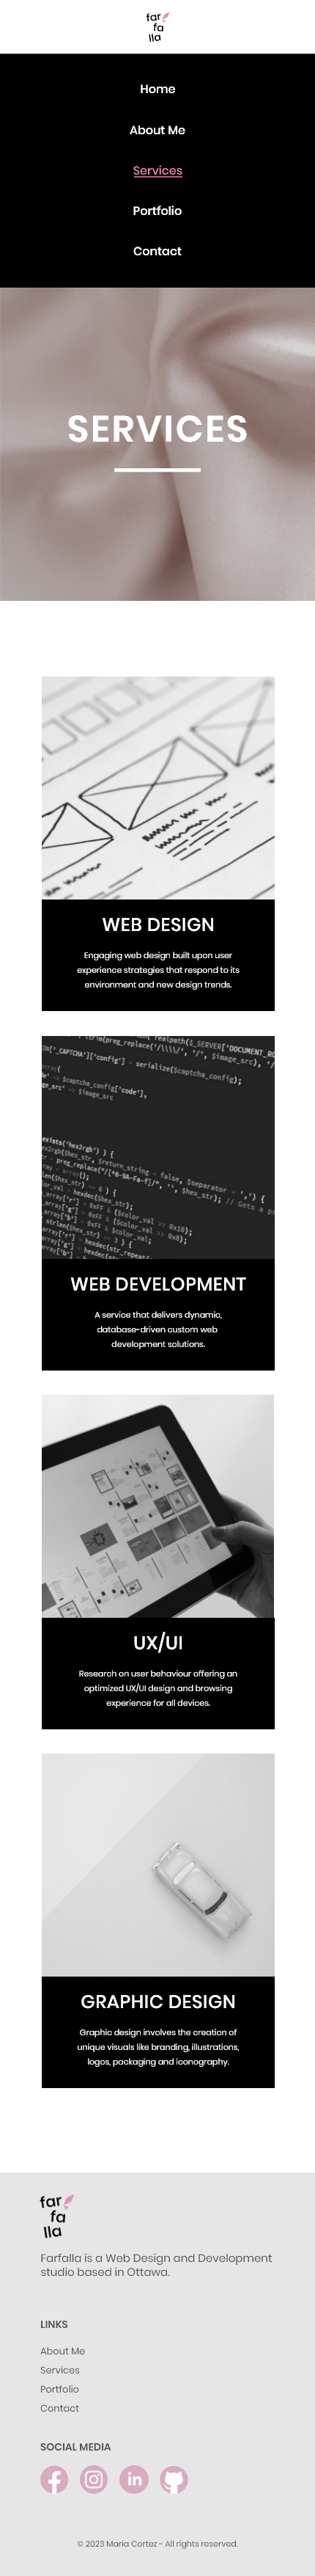 far
fa
lla
Home
About Me
Services
Portfolio
Contact
SERVICES
WEB DESIGN
Engaging web design built upon user
experience strategies that respond to its
environment and new design trends.
WEB DEVELOPMENT
A service that delivers dynamic,
database-driven custom web
development solutions.
UX/UI
Research on user behaviour offering an
optimized UX/UI design and browsing
experience for all devices.
GRAPHIC DESIGN
Graphic design involves the creation of
unique visuals like branding, illustrations,
logos, packaging and iconography.
far
fa
lla
Farfalla is a Web Design and Development
studio based in Ottawa.
LINKS
About Me
Services
Portfolio
Contact
SOCIAL MEDIA
© 2023 Maria Cortez - All rights reserved.